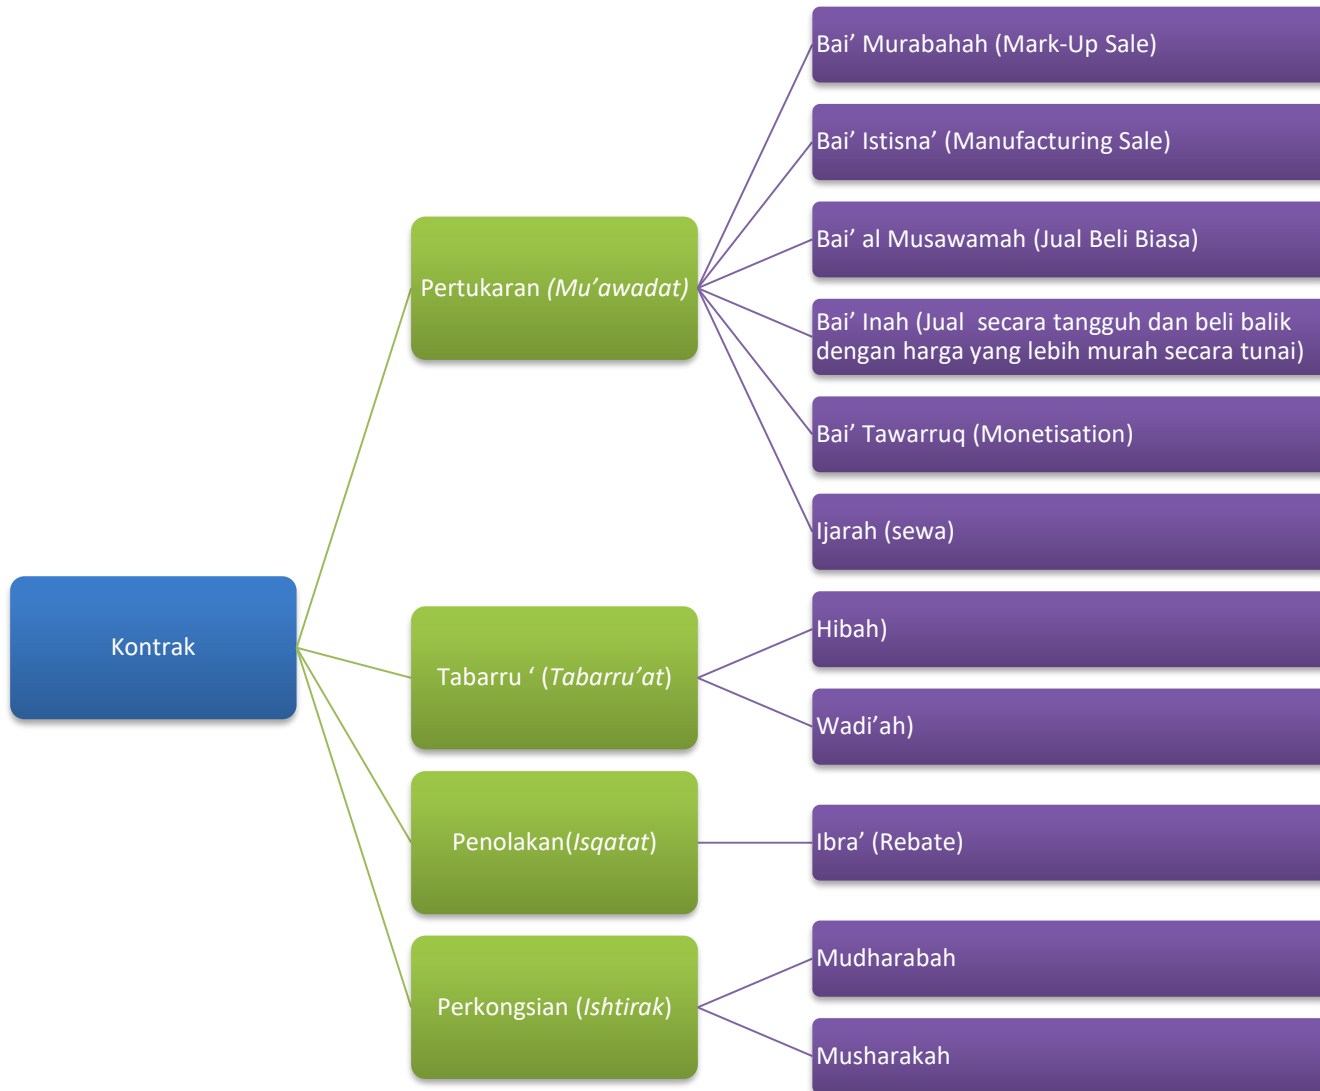 Kontrak
Pertukaran (Mu’awadat)
Bai’ Murabahah (Mark-Up Sale)
Bai’ Istisna’ (Manufacturing Sale)
Bai’ al Musawamah (Jual Beli Biasa)
Bai’ Inah (Jual  secara tangguh dan beli balik
dengan harga yang lebih murah secara tunai)
Bai’ Tawarruq (Monetisation)
Ijarah (sewa)
Tabarru ‘ (Tabarru’at)
Hibah)
Wadi’ah)
Penolakan(Isqatat)
Ibra’ (Rebate)
Perkongsian (Ishtirak)
Mudharabah
Musharakah